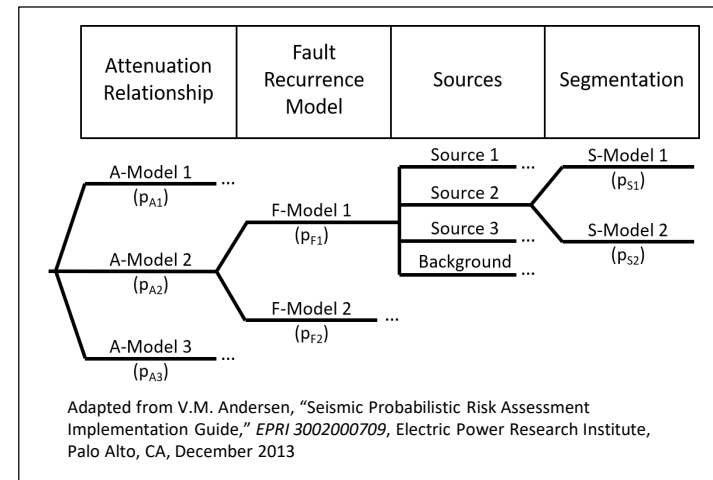 Attenuation
Relationship
Fault
Recurrence
Model
Sources
Segmentation
A-Model 1
(pA1)
...
A-Model 2
(pA2)
A-Model 3
(pA3)
...
F-Model 1
(pF1)
F-Model 2
(pF2)
...
Source 1
...
Source 2
Source 3
...
Background
...
S-Model 1
(pS1)
S-Model 2
(pS2)
Adapted from V.M. Andersen, “Seismic Probabilistic Risk Assessment
Implementation Guide,” EPRI 3002000709, Electric Power Research Institute,
Palo Alto, CA, December 2013